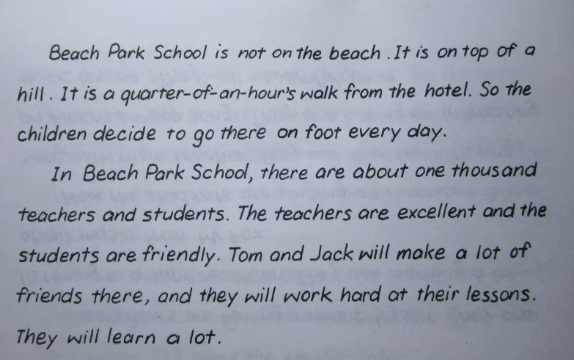 Beach Park School is not on the beach. It is on top of a
hill. It is a quarter-of-an-hour's walk from the hotel. So the
children decide to go there on foot every day.
In Beach Park School, there are about one thousand
teachers and students. The teachers are excellent and the
students are friendly. Tom and Jack will make a lot of
friends there, and they will work hard at their lessons.
They will learn a lot.